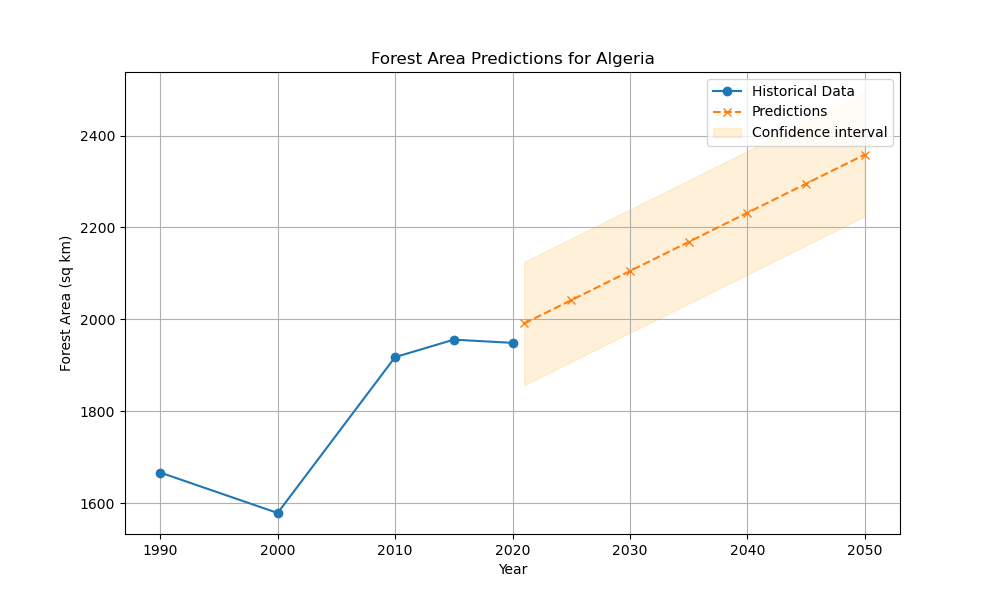 Forest Area Predictions for Algeria
Historical Data
Predictions
Confidence interval
Forest Area (sq km)
2400
2200
2000
1800
1600
1990 2000 2010 2020 2030 2040 2050
Year